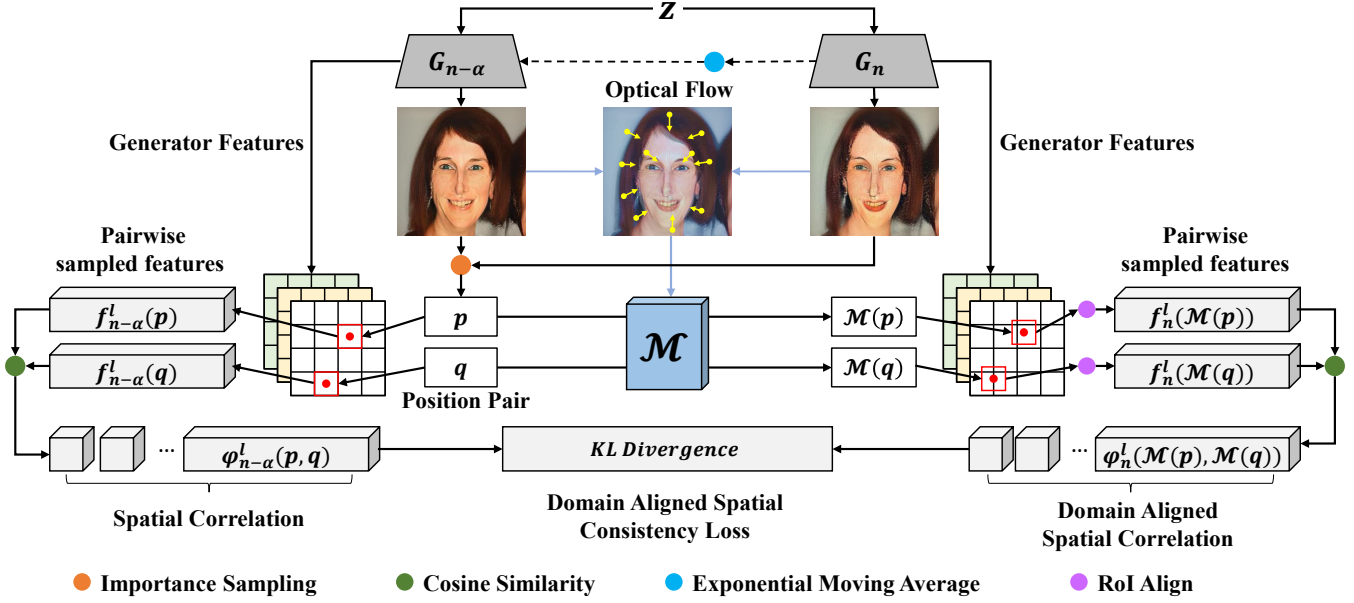 z
G_{n-α}
G_n
Optical Flow
Generator Features
Generator Features
Pairwise
sampled features
Pairwise
sampled features
f^l_{n-α}(p)
p
ℳ
ℳ(p)
f^l_n(ℳ(p))
f^l_{n-α}(q)
q
ℳ(q)
f^l_n(ℳ(q))
Position Pair
... φ^l_{n-α}(p, q)
KL Divergence
... φ^l_n(ℳ(p), ℳ(q))
Spatial Correlation
Domain Aligned Spatial
Consistency Loss
Domain Aligned
Spatial Correlation
Importance Sampling
Cosine Similarity
Exponential Moving Average
RoI Align